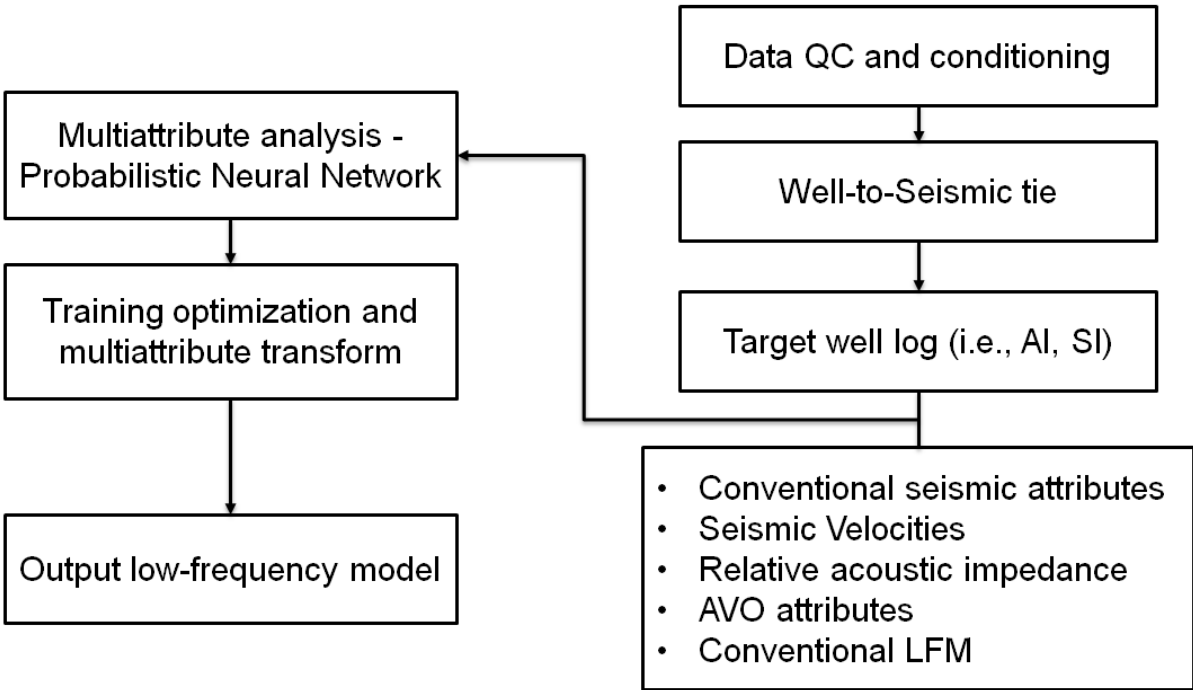 Data QC and conditioning
Well-to-Seismic tie
Target well log (i.e., AI, SI)
• Conventional seismic attributes
• Seismic Velocities
• Relative acoustic impedance
• AVO attributes
• Conventional LFM
Multiattribute analysis -
Probabilistic Neural Network
Training optimization and
multiattribute transform
Output low-frequency model